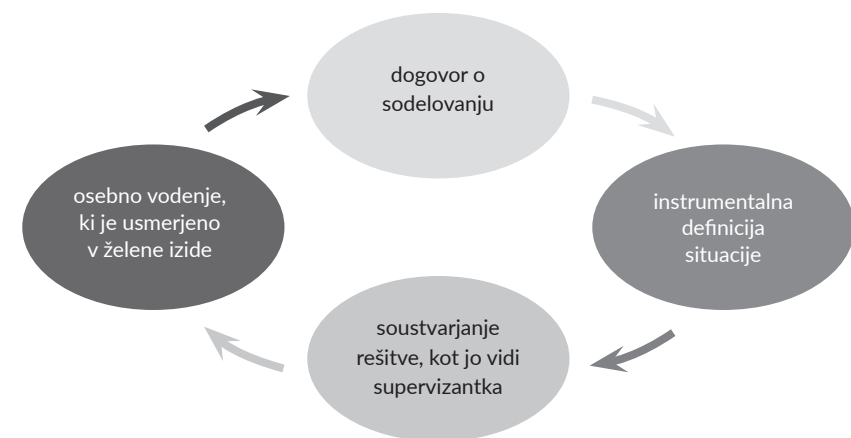 dogovor o
sodelovanju
instrumentalna
definicija
situacije
soustvarjanje
rešitve, kot jo vidi
supervizantka
osebno vodenje,
ki je usmerjeno
v želene izide